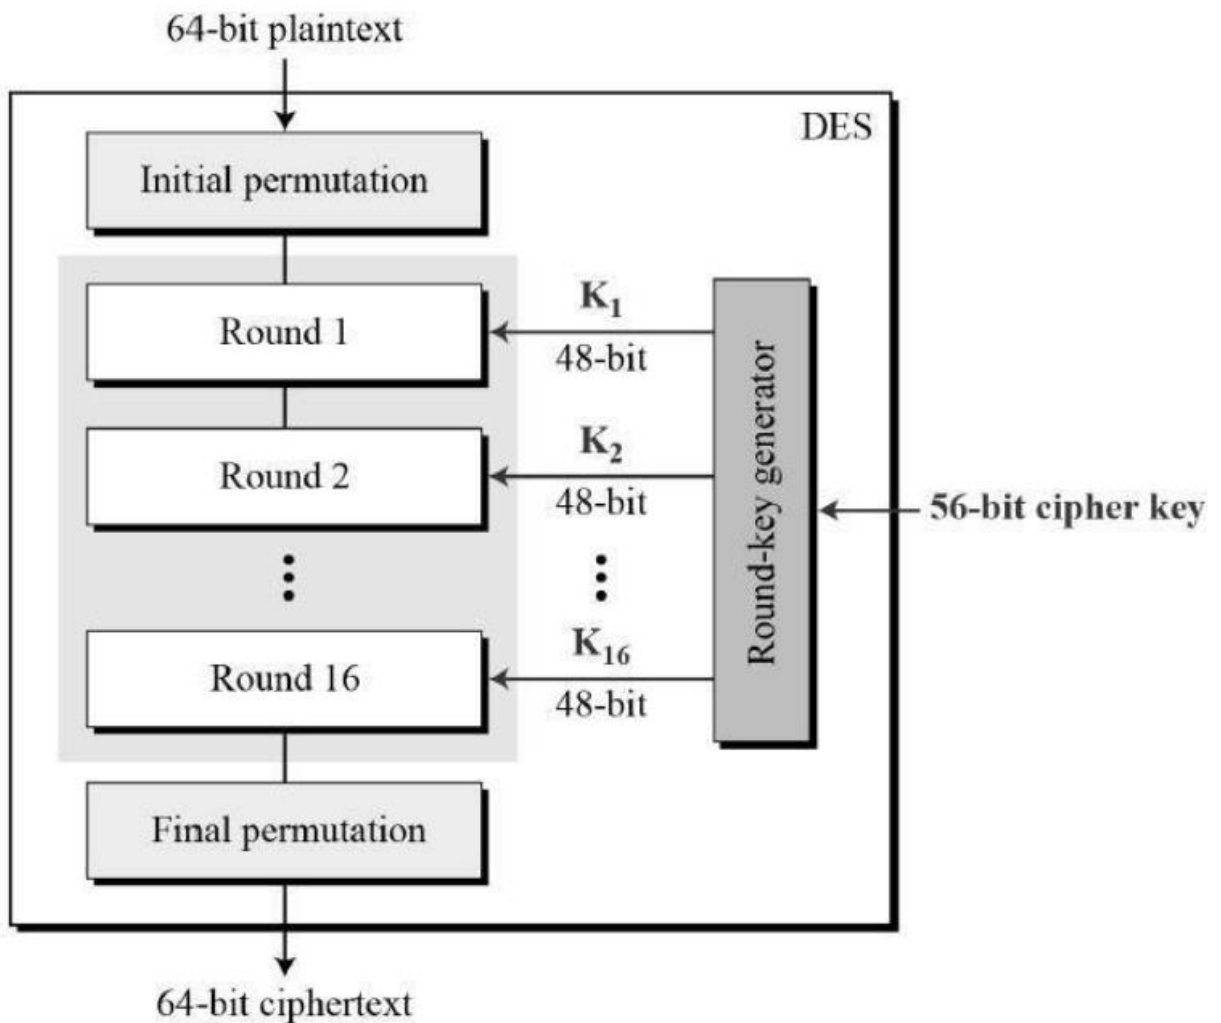 64-bit plaintext
DES
Initial permutation
Round 1
K1
48-bit
Round 2
K2
48-bit
Round-key generator
56-bit cipher key
Round 16
K16
48-bit
Final permutation
64-bit ciphertext